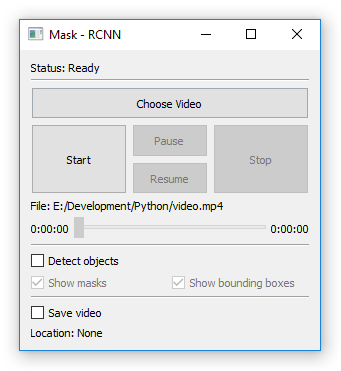 Mask - RCNN
Status: Ready
Choose Video
Start
Pause
Resume
Stop
File: E:/Development/Python/video.mp4
0:00:00 0:00:00
Detect objects
Show masks Show bounding boxes
Save video
Location: None